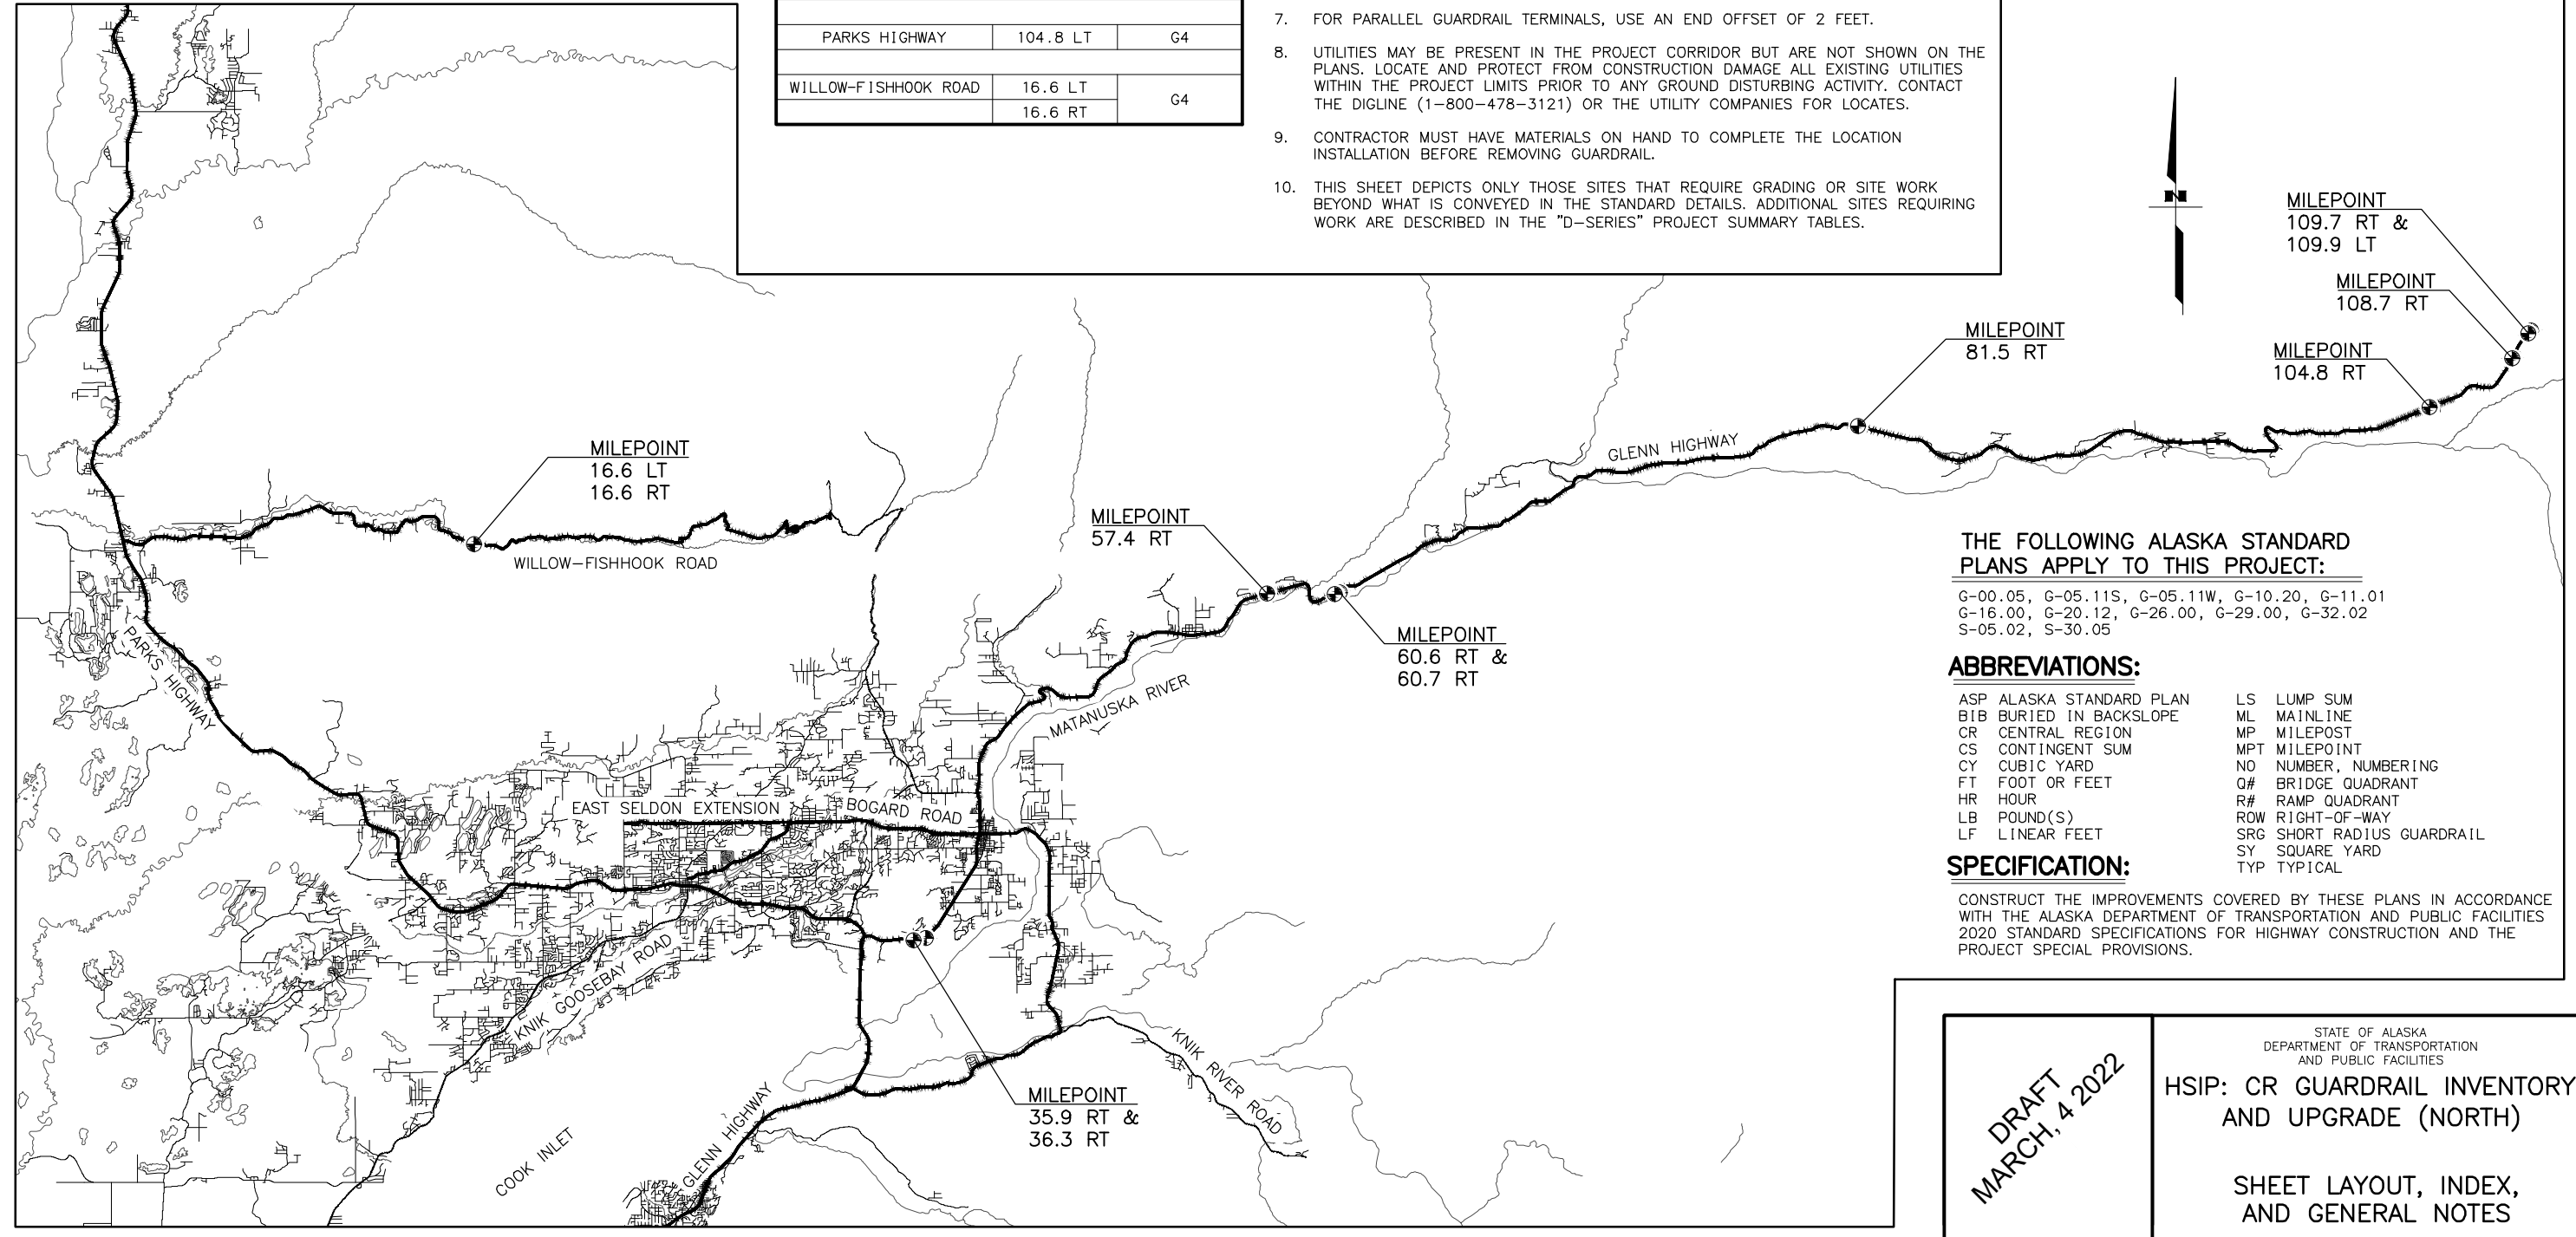 PARKS HIGHWAY 104.8 LT G4
WILLOW-FISHHOOK ROAD 16.6 LT G4
16.6 RT
7. FOR PARALLEL GUARDRAIL TERMINALS, USE AN END OFFSET OF 2 FEET.
8. UTILITIES MAY BE PRESENT IN THE PROJECT CORRIDOR BUT ARE NOT SHOWN ON THE
PLANS. LOCATE AND PROTECT FROM CONSTRUCTION DAMAGE ALL EXISTING UTILITIES
WITHIN THE PROJECT LIMITS PRIOR TO ANY GROUND DISTURBING ACTIVITY. CONTACT
THE DIGLINE (1-800-478-3121) OR THE UTILITY COMPANIES FOR LOCATES.
9. CONTRACTOR MUST HAVE MATERIALS ON HAND TO COMPLETE THE LOCATION
INSTALLATION BEFORE REMOVING GUARDRAIL.
10. THIS SHEET DEPICTS ONLY THOSE SITES THAT REQUIRE GRADING OR SITE WORK
BEYOND WHAT IS CONVEYED IN THE STANDARD DETAILS. ADDITIONAL SITES REQUIRING
WORK ARE DESCRIBED IN THE "D-SERIES" PROJECT SUMMARY TABLES.
N
MILEPOINT
109.7 RT &
109.9 LT
MILEPOINT
108.7 RT
MILEPOINT
104.8 RT
MILEPOINT
81.5 RT
GLENN HIGHWAY
MILEPOINT
16.6 LT
16.6 RT
WILLOW-FISHHOOK ROAD
MILEPOINT
57.4 RT
MILEPOINT
60.6 RT &
60.7 RT
PARKS HIGHWAY
MATANUSKA RIVER
EAST SELDON EXTENSION
BOGARD ROAD
KNIK GOOSEBAY ROAD
KNIK RIVER ROAD
MILEPOINT
35.9 RT &
36.3 RT
GLENN HIGHWAY
COOK INLET
THE FOLLOWING ALASKA STANDARD
PLANS APPLY TO THIS PROJECT:
G-00.05, G-05.11S, G-05.11W, G-10.20, G-11.01
G-16.00, G-20.12, G-26.00, G-29.00, G-32.02
S-05.02, S-30.05
ABBREVIATIONS:
ASP ALASKA STANDARD PLAN
BIB BURIED IN BACKSLOPE
CR CENTRAL REGION
CS CONTINGENT SUM
CY CUBIC YARD
FT FOOT OR FEET
HR HOUR
LB POUND(S)
LF LINEAR FEET
LS LUMP SUM
ML MAINLINE
MP MILEPOST
MPT MILEPOINT
NO NUMBER, NUMBERING
Q# BRIDGE QUADRANT
R# RAMP QUADRANT
ROW RIGHT-OF-WAY
SRG SHORT RADIUS GUARDRAIL
SY SQUARE YARD
TYP TYPICAL
SPECIFICATION:
CONSTRUCT THE IMPROVEMENTS COVERED BY THESE PLANS IN ACCORDANCE
WITH THE ALASKA DEPARTMENT OF TRANSPORTATION AND PUBLIC FACILITIES
2020 STANDARD SPECIFICATIONS FOR HIGHWAY CONSTRUCTION AND THE
PROJECT SPECIAL PROVISIONS.
DRAFT
MARCH, 4 2022
STATE OF ALASKA
DEPARTMENT OF TRANSPORTATION
AND PUBLIC FACILITIES
HSIP: CR GUARDRAIL INVENTORY
AND UPGRADE (NORTH)
SHEET LAYOUT, INDEX,
AND GENERAL NOTES